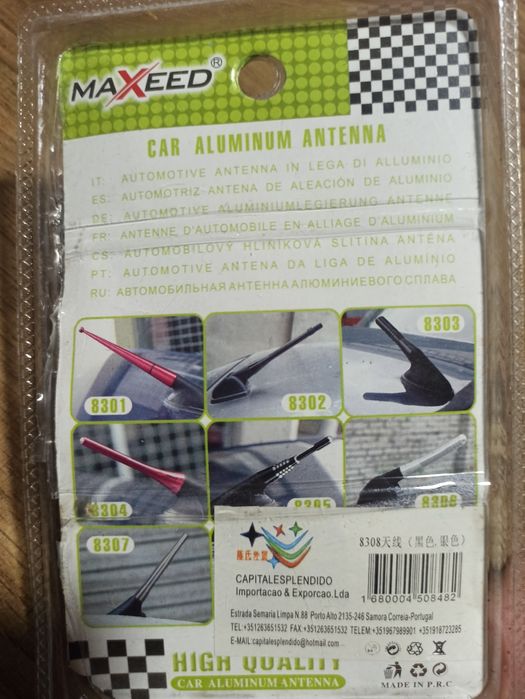 MAXEED®
CAR ALUMINUM ANTENNA
IT: AUTOMOTIVE ANTENNA IN LEGA DI ALLUMINIO
ES: AUTOMOTRIZ ANTENA DE ALEACIÓN DE ALUMINIO
DE: AUTOMOTIVE ALUMINIUMLEGIERUNG ANTENNE
FR: ANTENNE D'AUTOMOBILE EN ALLIAGE D'ALUMINIUM
CS: AUTOMOBILOVÝ HLINÍKOVÁ SLITINA ANTÉNA
PT: AUTOMOTIVE ANTENA DA LIGA DE ALUMÍNIO
RU: АВТОМОБИЛЬНАЯ АНТЕННА АЛЮМИНИЕВОГО СПЛАВА
8301
8302
8303
8304
8305
8306
8307
CAPITALESPLENDIDO
Importacao & Exporcao.Lda
8308天线 (黑色,银色)
1 680004 508482
Estrada Semaria Limpa N.88 Porto Alto 2135-246 Samora Correia-Portugal
TEL:+351263651532 FAX:+351263651532 TELEM:+351967989901 +351918723285
E-MAIL:capitalesplendido@hotmail.com
HIGH QUALITY
CAR ALUMINUM ANTENNA
MADE IN P.R.C